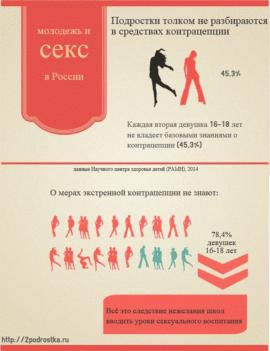 молодежь и
секс
в России
Подростки толком не разбираются
в средствах контрацепции
45,3%
Каждая вторая девушка 16-18 лет
не владеет базовыми знаниями о
контрацепции (45,3%)
данные Научного центра здоровья детей (РАМН), 2014
О мерах экстренной контрацепции не знают:
78,4%
девушек
16-18 лет
Всё это следствие нежелания школ
вводить уроки сексуального воспитания
http://2podrostka.ru